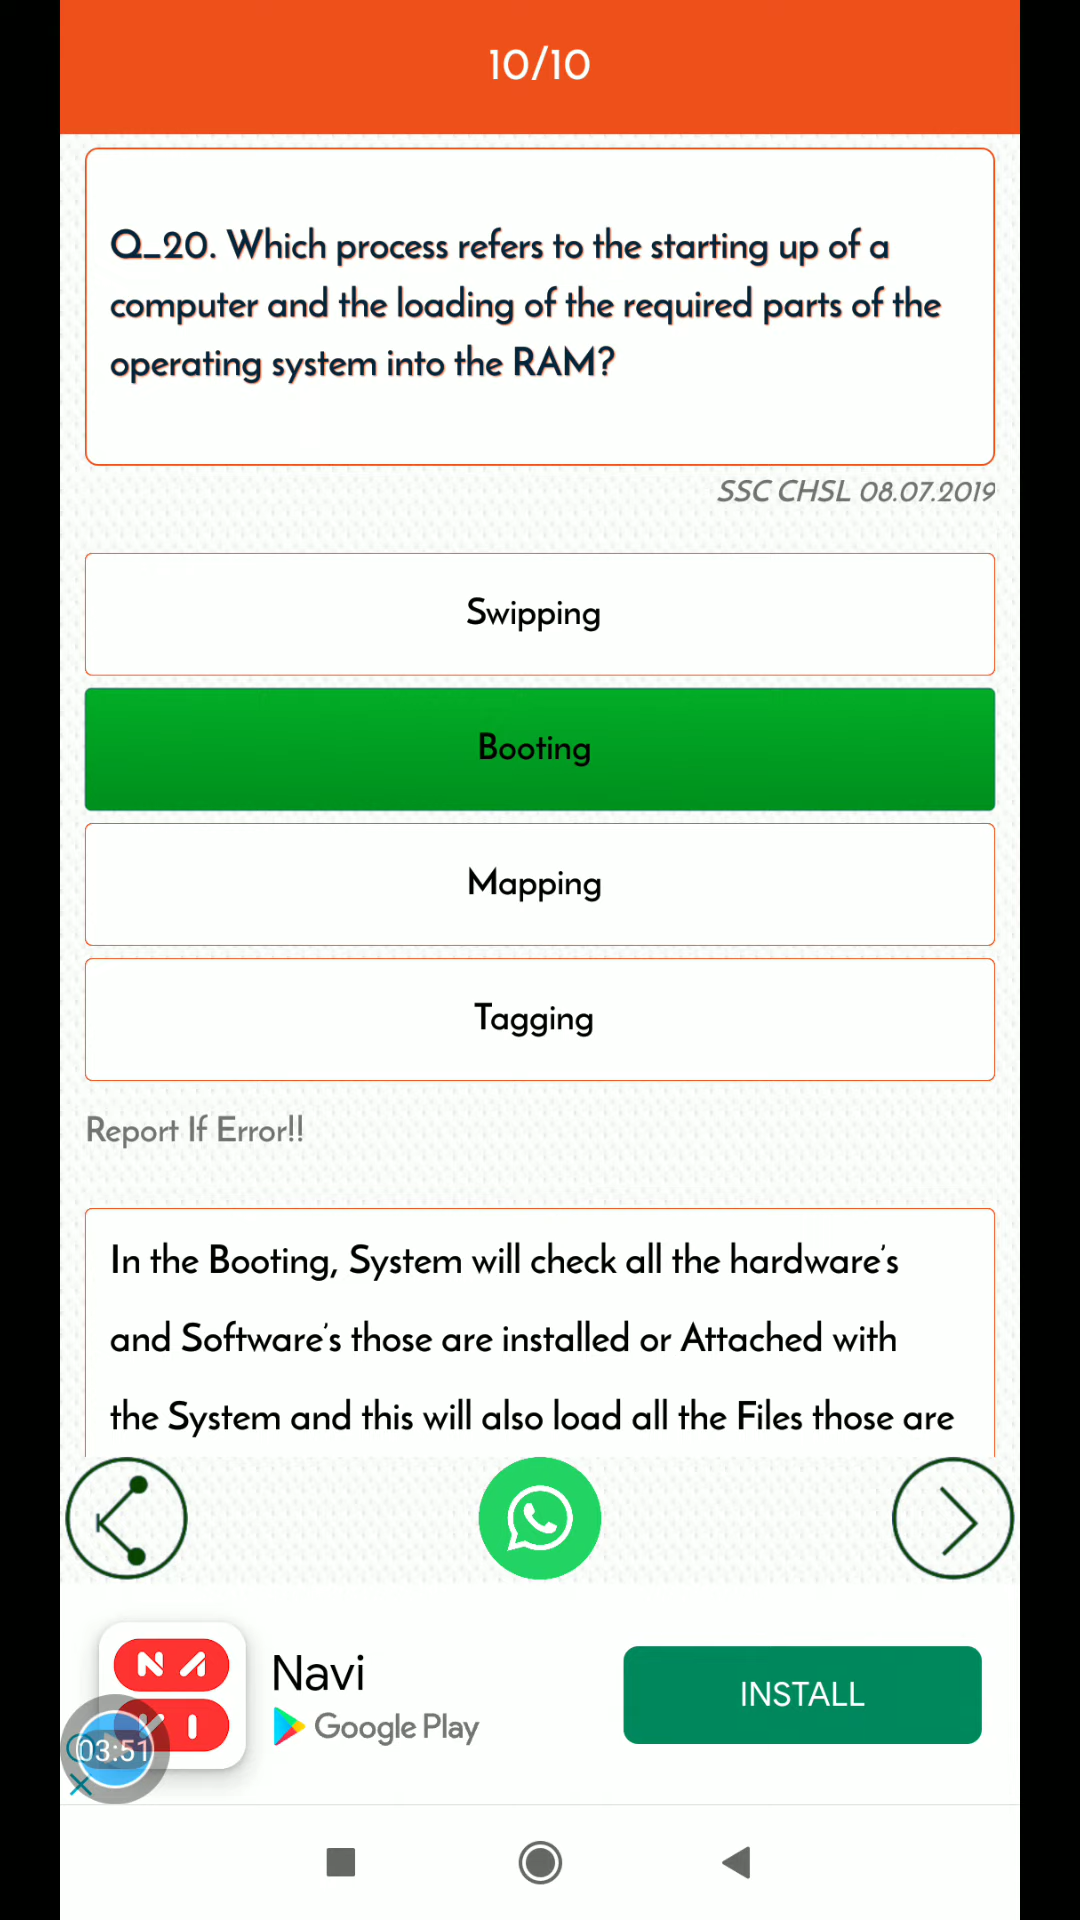 10/10
Q_20. Which process refers to the starting up of a
computer and the loading of the required parts of the
operating system into the RAM?
SSC CHSL 08.07.2019
Swipping
Booting
Mapping
Tagging
Report If Error!!
In the Booting, System will check all the hardware's
and Software's those are installed or Attached with
the System and this will also load all the Files those are
NA
VI
Navi
Google Play
INSTALL
03:51